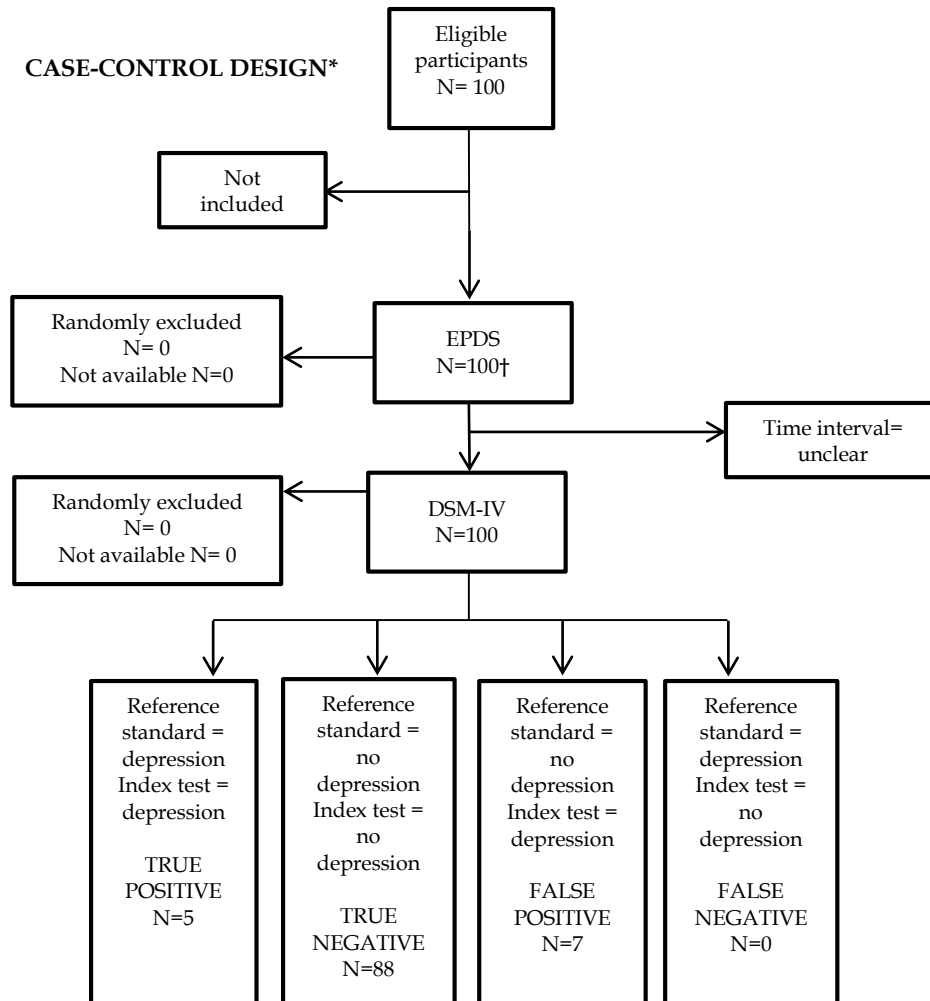 Eligible
participants
N= 100
CASE-CONTROL DESIGN*
Not
included
Randomly excluded
N= 0
Not available N=0
EPDS
N=100†
Time interval=
unclear
Randomly excluded
N= 0
Not available N= 0
DSM-IV
N=100
Reference
standard =
depression
Index test =
depression
TRUE
POSITIVE
N=5
Reference
standard =
no
depression
Index test =
no
depression
TRUE
NEGATIVE
N=88
Reference
standard =
no
depression
Index test =
depression
FALSE
POSITIVE
N=7
Reference
standard =
depression
Index test =
no
depression
FALSE
NEGATIVE
N=0